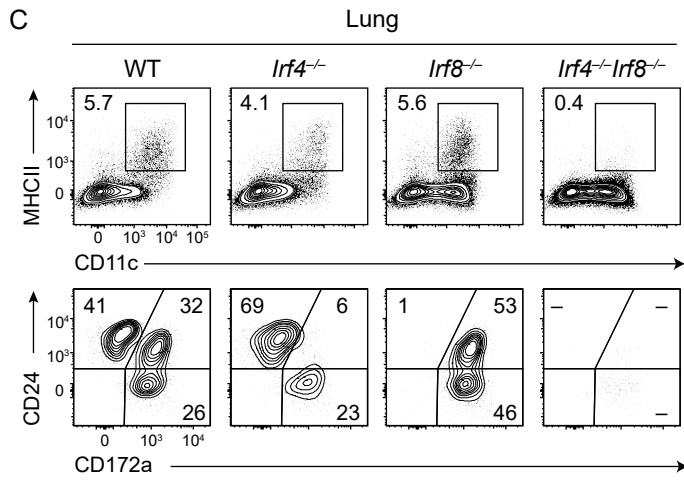 C
Lung
WT
Irf4–/–
Irf8–/–
Irf4–/–Irf8–/–
5.7
4.1
5.6
0.4
MHCII
10⁴
10³
0
0 10³ 10⁴ 10⁵
CD11c
41 32
69 6
1 53
– –
CD24
10⁴
10³
0
26
23
46
–
0 10³ 10⁴
CD172a